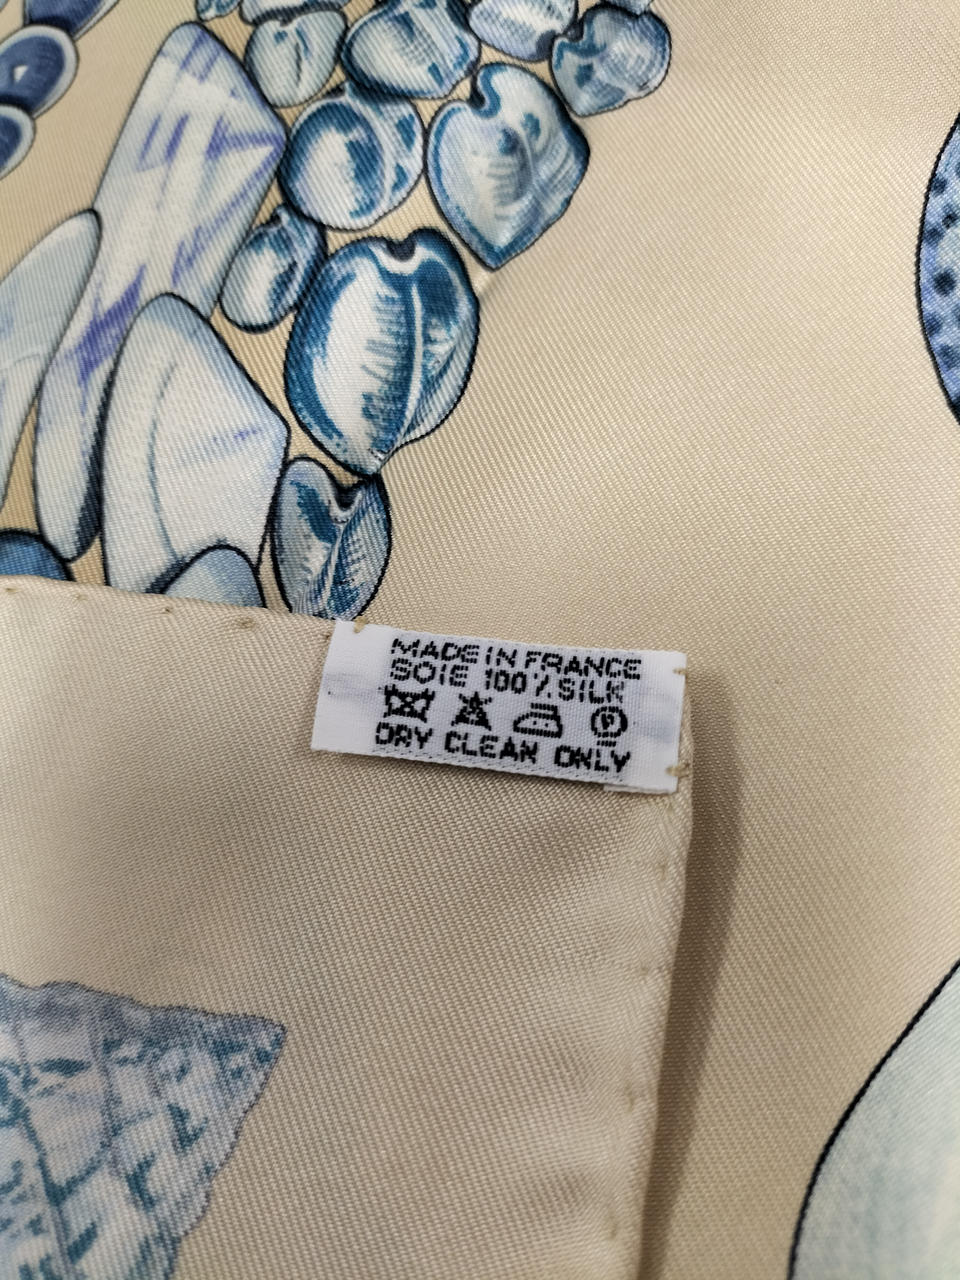 MADE IN FRANCE
SOIE 100% SILK
P
DRY CLEAN ONLY